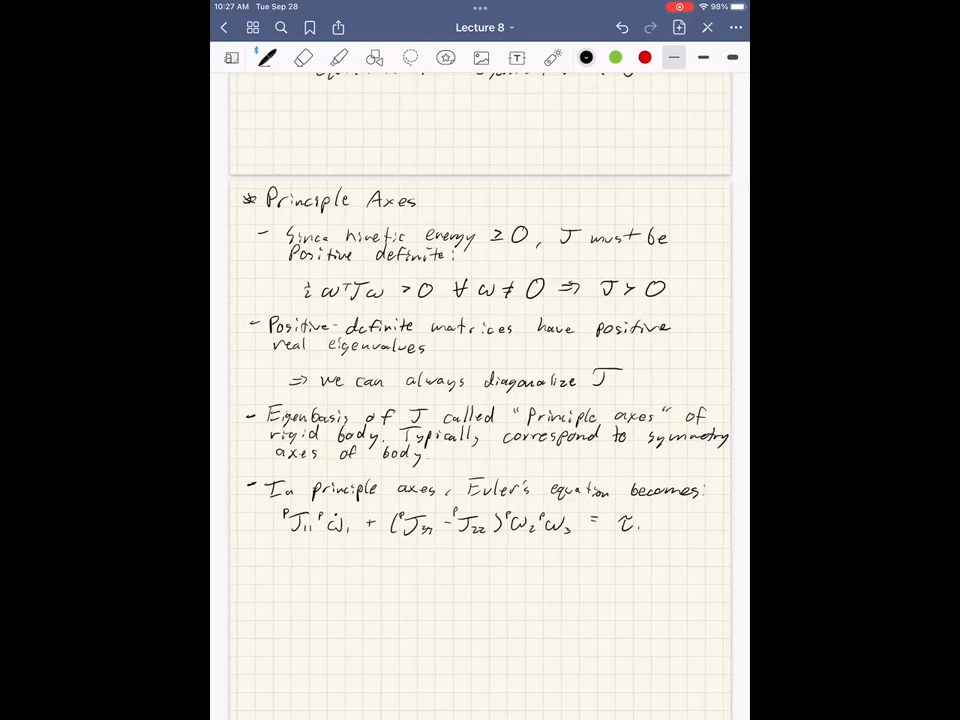 10:27 AM Tue Sep 28
98%
Lecture 8
* Principle Axes
- Since kinetic energy ≥ 0, J must be
Positive definite:
½ ωᵀJω > 0 ∀ ω ≠ 0 ⇒ J > 0
- Positive-definite matrices have positive
real eigenvalues
⇒ we can always diagonalize J
- Eigenbasis of J called "Principle axes" of
rigid body. Typically correspond to symmetry
axes of body.
- In principle axes, Euler's equation becomes:
ᴾJ₁₁ ᴾω̇₁ + (ᴾJ₃₃ - ᴾJ₂₂) ᴾω₂ ᴾω₃ = τ.